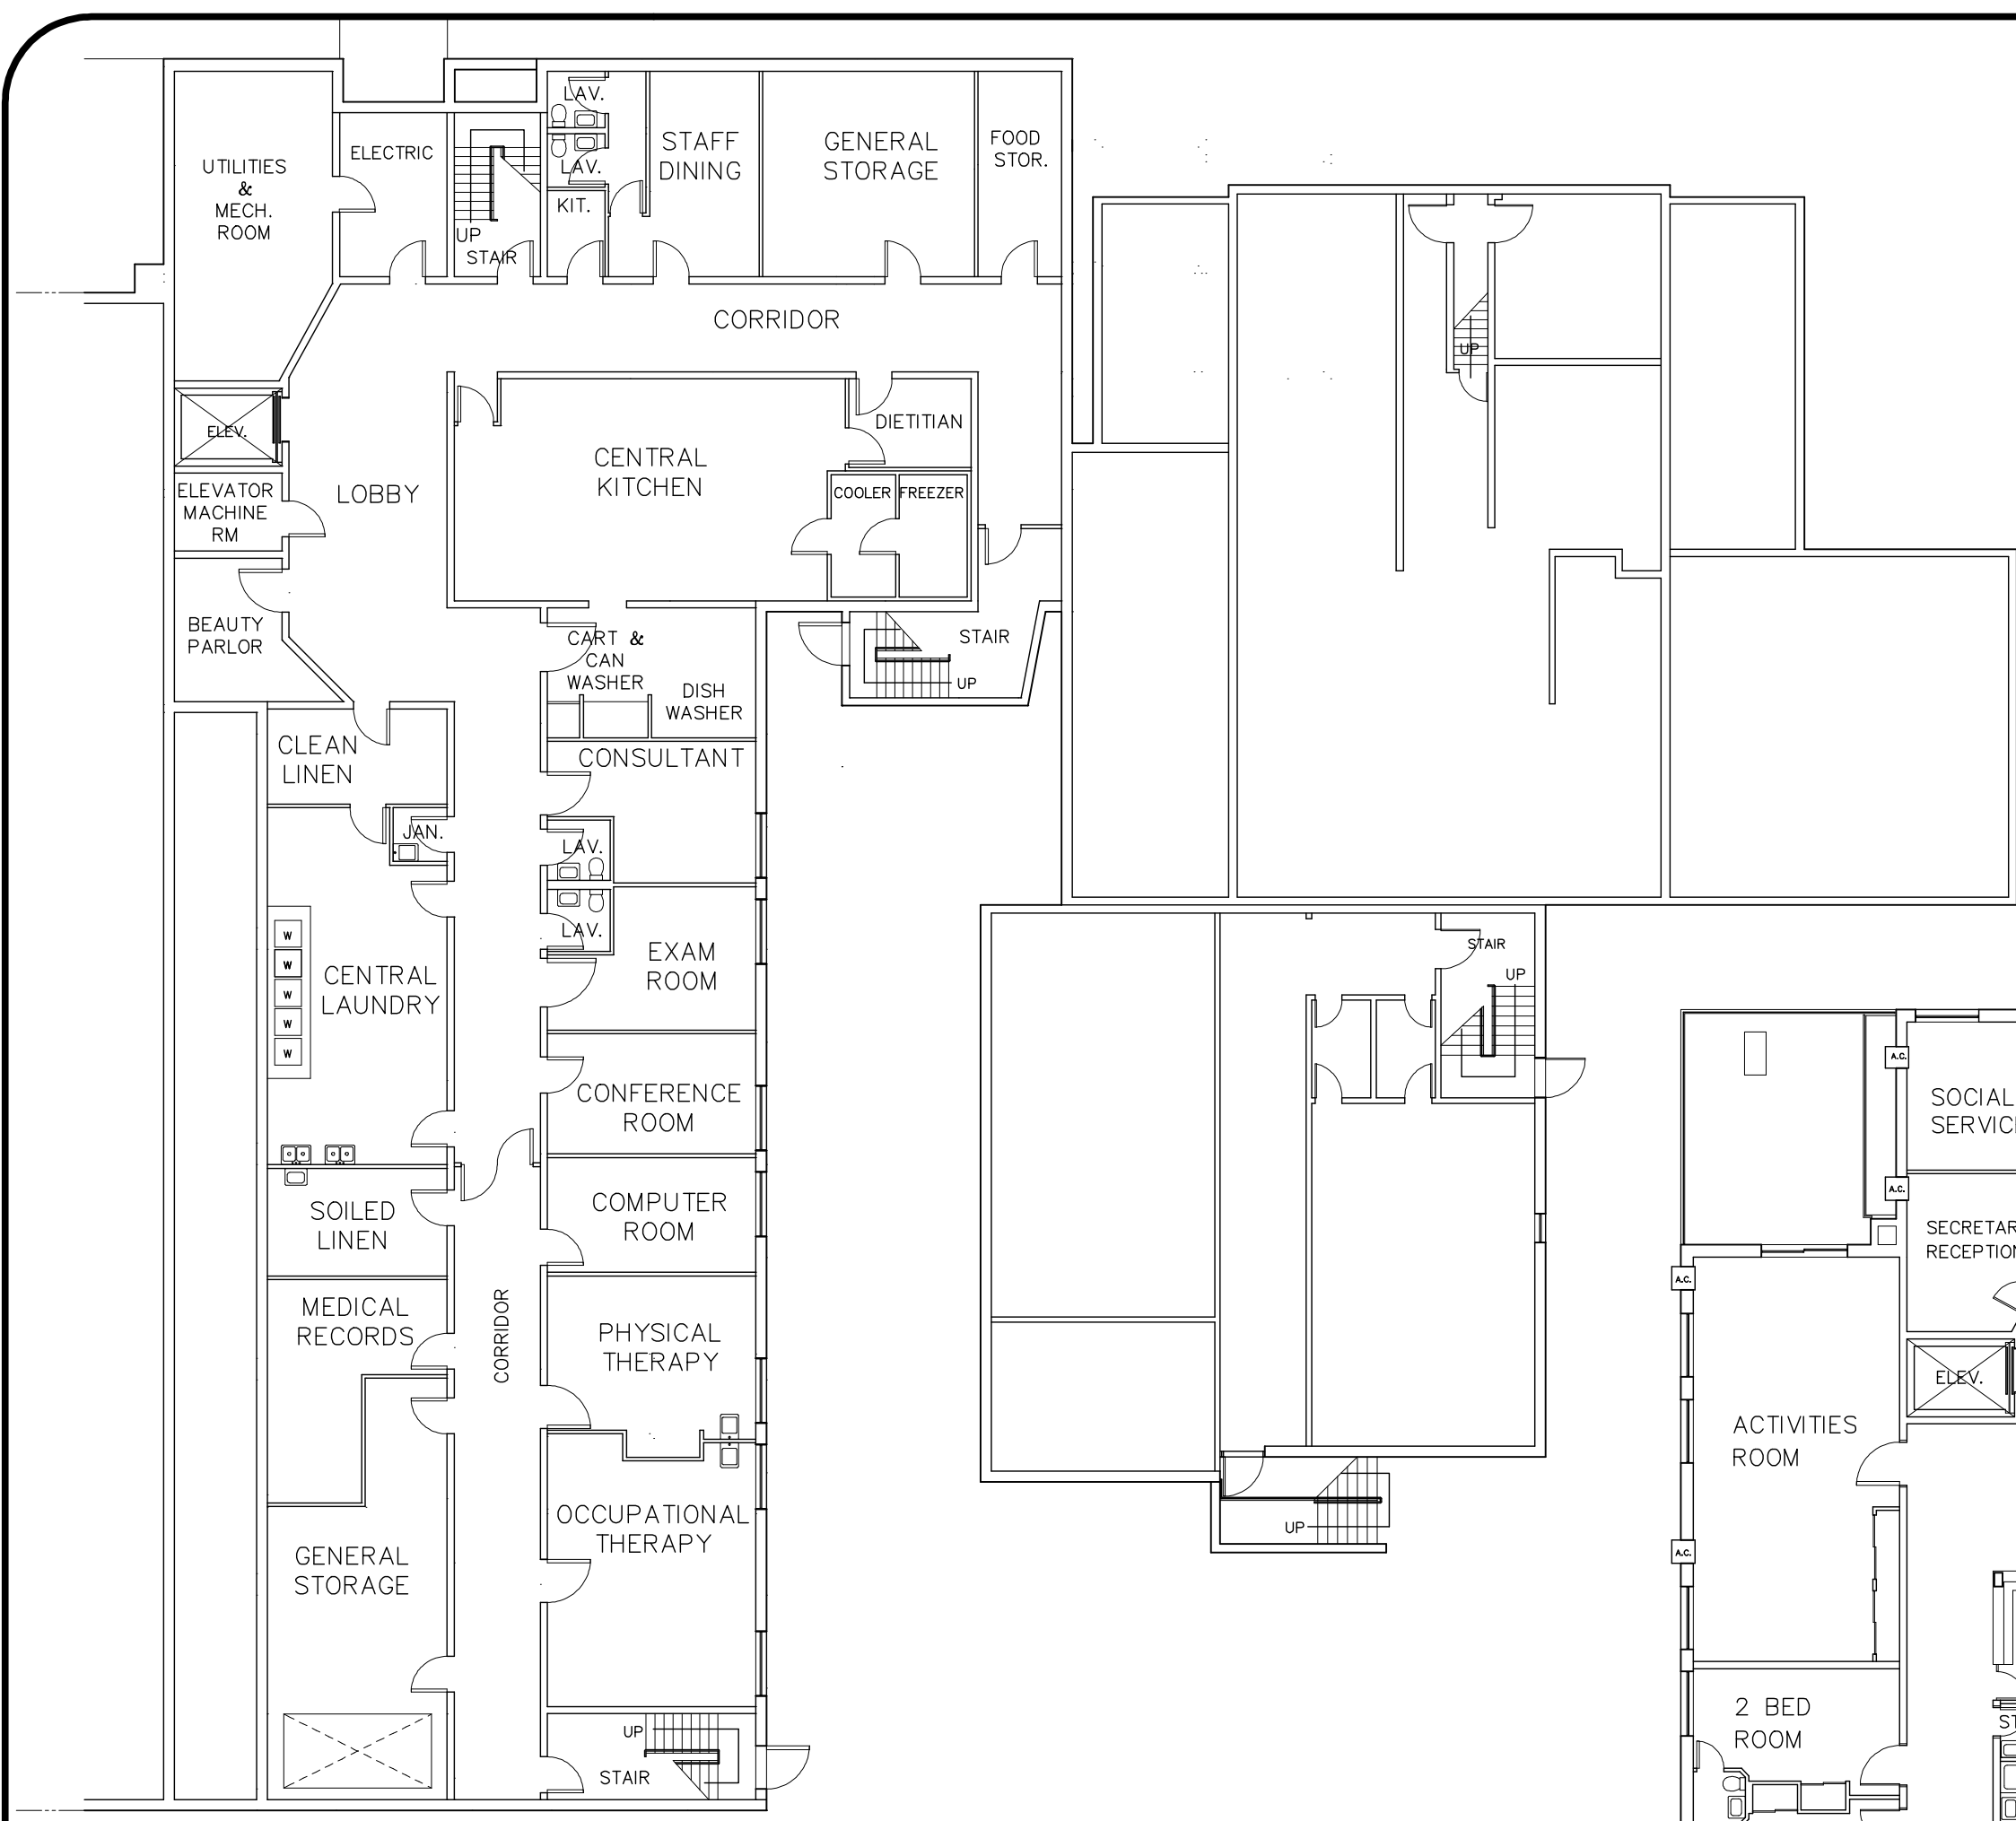 LAV.
LAV.
KIT.
STAFF
DINING
GENERAL
STORAGE
FOOD
STOR.
ELECTRIC
UTILITIES
&
MECH.
ROOM
UP
STAIR
CORRIDOR
UP
ELEV.
DIETITIAN
CENTRAL
KITCHEN
COOLER
FREEZER
ELEVATOR
MACHINE
RM
LOBBY
BEAUTY
PARLOR
CART &
CAN
WASHER
DISH
WASHER
STAIR
UP
CLEAN
LINEN
CONSULTANT
JAN.
LAV.
LAV.
W
W
W
W
W
CENTRAL
LAUNDRY
EXAM
ROOM
STAIR
UP
CONFERENCE
ROOM
A.C.
SOCIAL
A.C.
SOILED
LINEN
COMPUTER
ROOM
A.C.
MEDICAL
RECORDS
CORRIDOR
PHYSICAL
THERAPY
ELEV.
ACTIVITIES
ROOM
OCCUPATIONAL
THERAPY
UP
A.C.
GENERAL
STORAGE
2 BED
ROOM
UP
STAIR